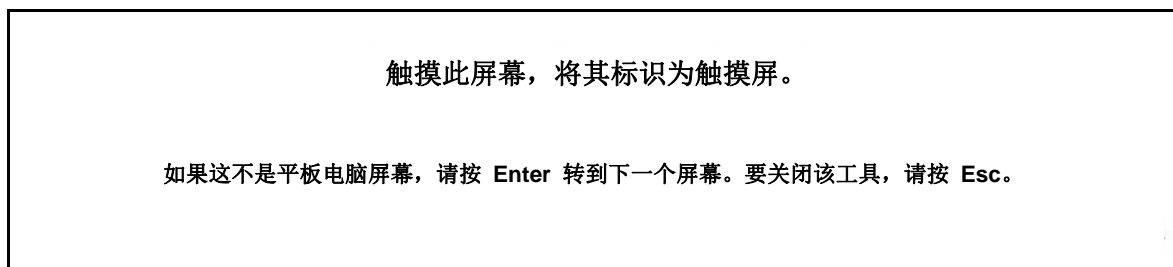 触摸此屏幕，将其标识为触摸屏。
如果这不是平板电脑屏幕，请按 Enter 转到下一个屏幕。要关闭该工具，请按 Esc。